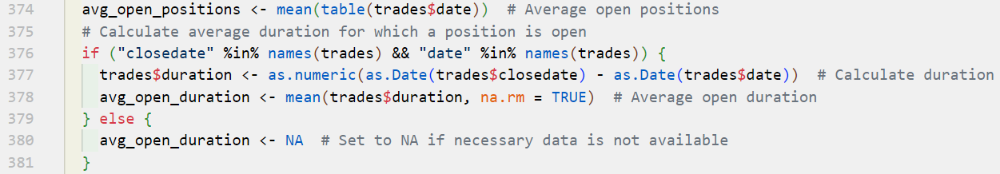 374 avg_open_positions <- mean(table(trades$date))  # Average open positions
375 # Calculate average duration for which a position is open
376 if ("closedate" %in% names(trades) && "date" %in% names(trades)) {
377   trades$duration <- as.numeric(as.Date(trades$closedate) - as.Date(trades$date))  # Calculate duration
378   avg_open_duration <- mean(trades$duration, na.rm = TRUE)  # Average open duration
379 } else {
380   avg_open_duration <- NA  # Set to NA if necessary data is not available
381 }